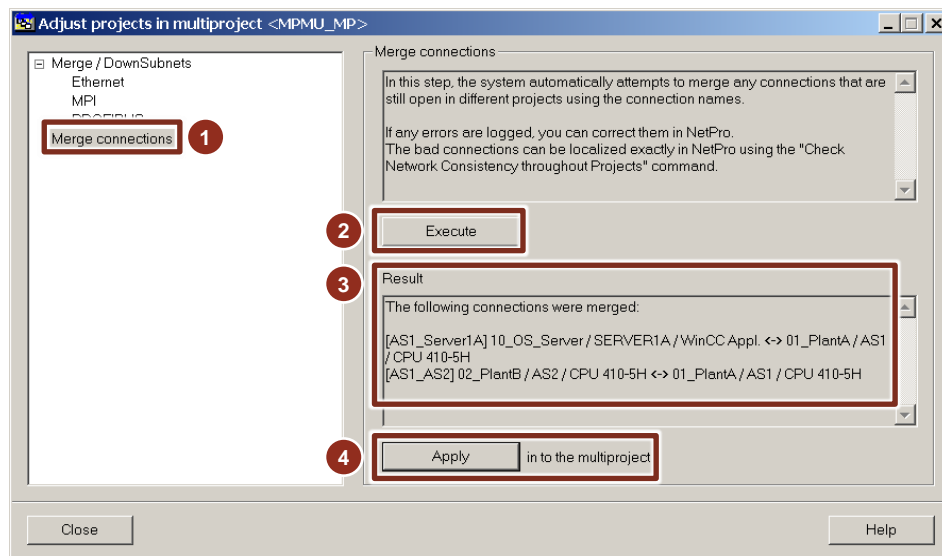 Adjust projects in multiproject <MPMU_MP>
Merge / DownSubnets
Ethernet
MPI
PROFIBUS
Merge connections
1
Merge connections
In this step, the system automatically attempts to merge any connections that are
still open in different projects using the connection names.
If any errors are logged, you can correct them in NetPro.
The bad connections can be localized exactly in NetPro using the "Check
Network Consistency throughout Projects" command.
2
Execute
3
Result
The following connections were merged:
[AS1_Server1A] 10_OS_Server / SERVER1A / WinCC Appl. <-> 01_PlantA / AS1
/ CPU 410-5H
[AS1_AS2] 02_PlantB / AS2 / CPU 410-5H <-> 01_PlantA / AS1 / CPU 410-5H
4
Apply
in to the multiproject
Close
Help